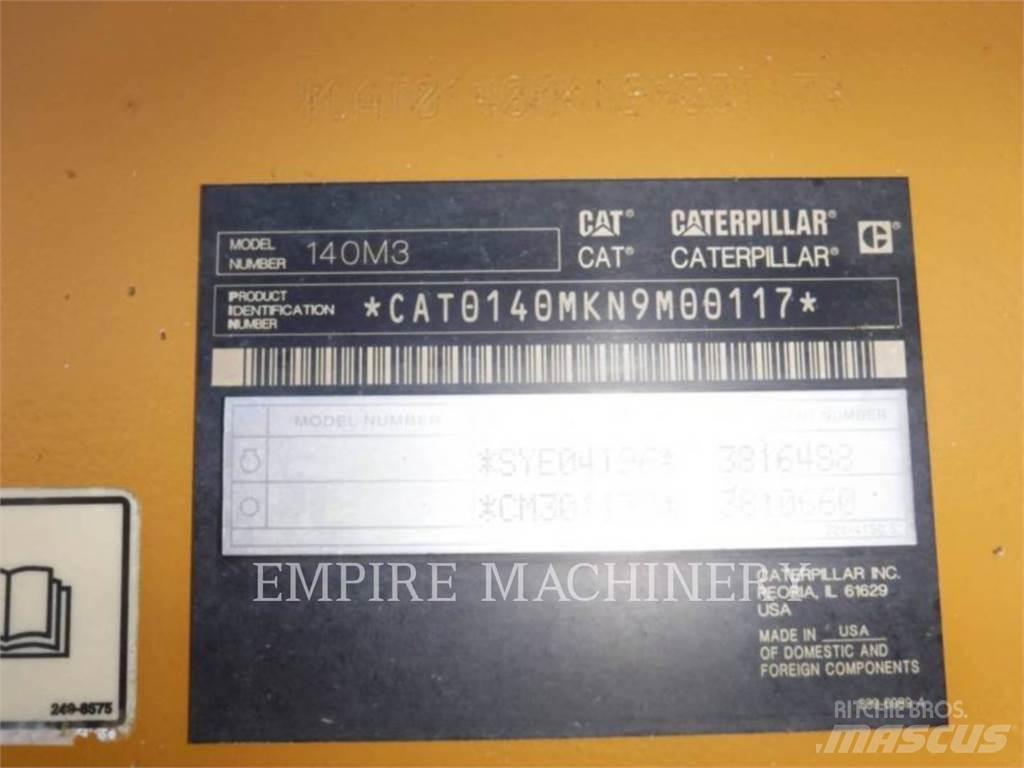 CAT® CATERPILLAR®
MODEL NUMBER 140M3
CAT® CATERPILLAR®
PRODUCT IDENTIFICATION NUMBER *CAT0140MKN9M00117*
MODEL NUMBER NUMBER
3816498
3810660
EMPIRE MACHINERY
CATERPILLAR INC.
PEORIA, IL 61629
USA
MADE IN USA
OF DOMESTIC AND
FOREIGN COMPONENTS
249-8575
RITCHIE BROS.
MASCUS